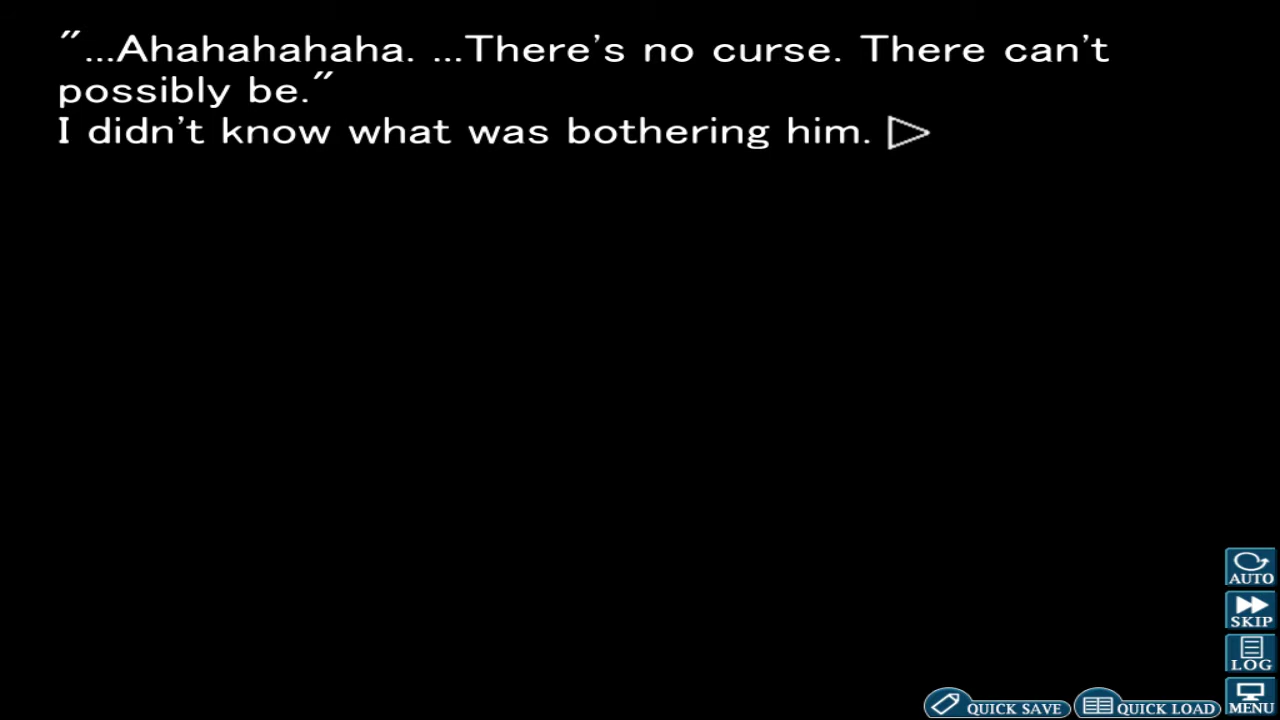 "...Ahahahahaha. ...There's no curse. There can't
possibly be."
I didn't know what was bothering him.
AUTO
SKIP
LOG
MENU
QUICK SAVE
QUICK LOAD